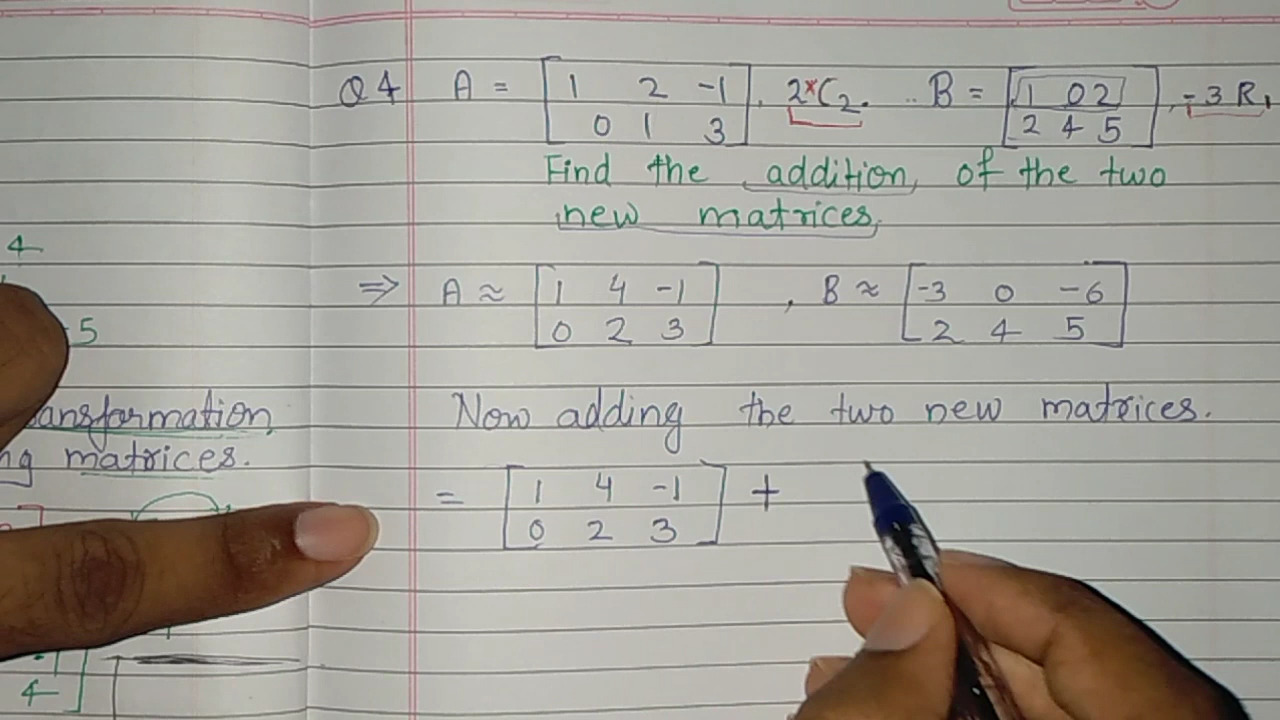 Q4 A = [ 1 2 -1 ], 2*C2. B = [ 1 0 2 ], -3 R1
0 1 3 2 4 5
Find the addition of the two
new matrices,
4
⇒ A ≈ [ 1 4 -1 ] , B ≈ [ -3 0 -6 ]
5 0 2 3 2 4 5
ansformation Now adding the two new matrices.
ng matrices.
= [ 1 4 -1 ] +
0 2 3
4